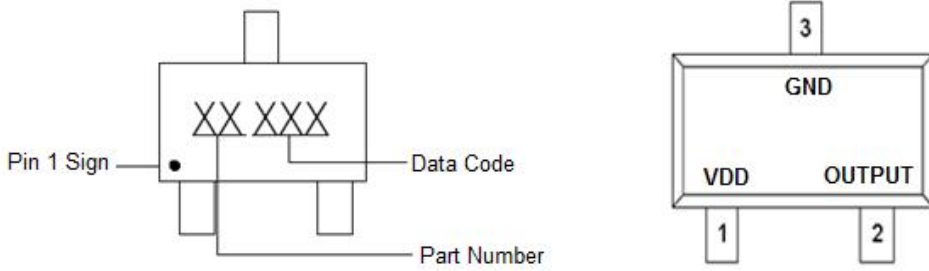 XX XXX
Pin 1 Sign
Data Code
Part Number
3
GND
VDD OUTPUT
1 2